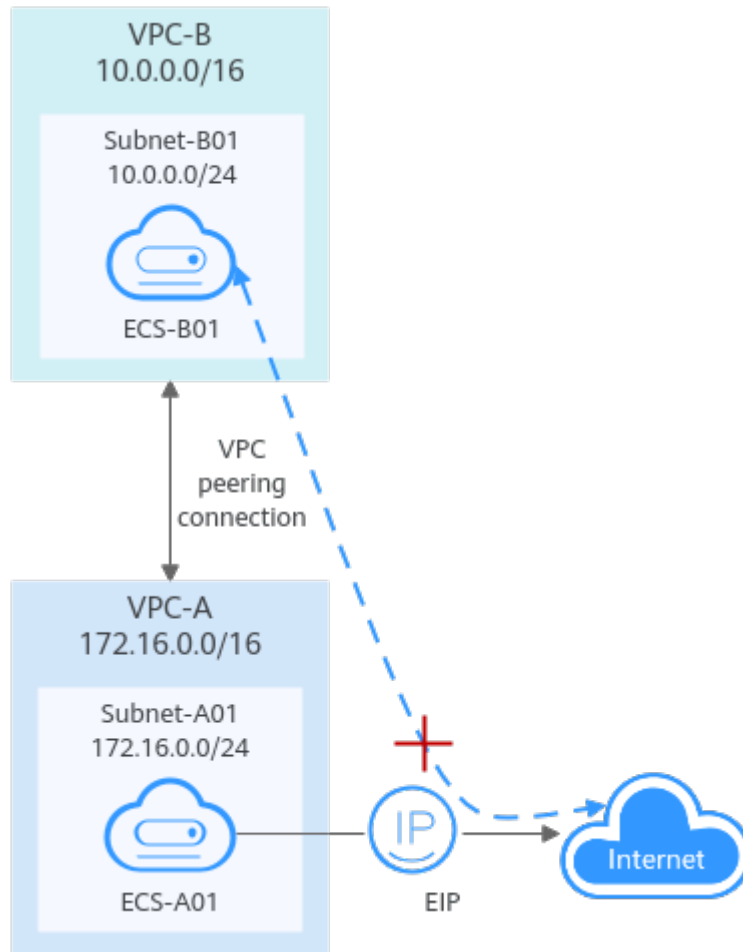 VPC-B
10.0.0.0/16
Subnet-B01
10.0.0.0/24
ECS-B01
VPC
peering
connection
VPC-A
172.16.0.0/16
Subnet-A01
172.16.0.0/24
ECS-A01
IP
EIP
Internet